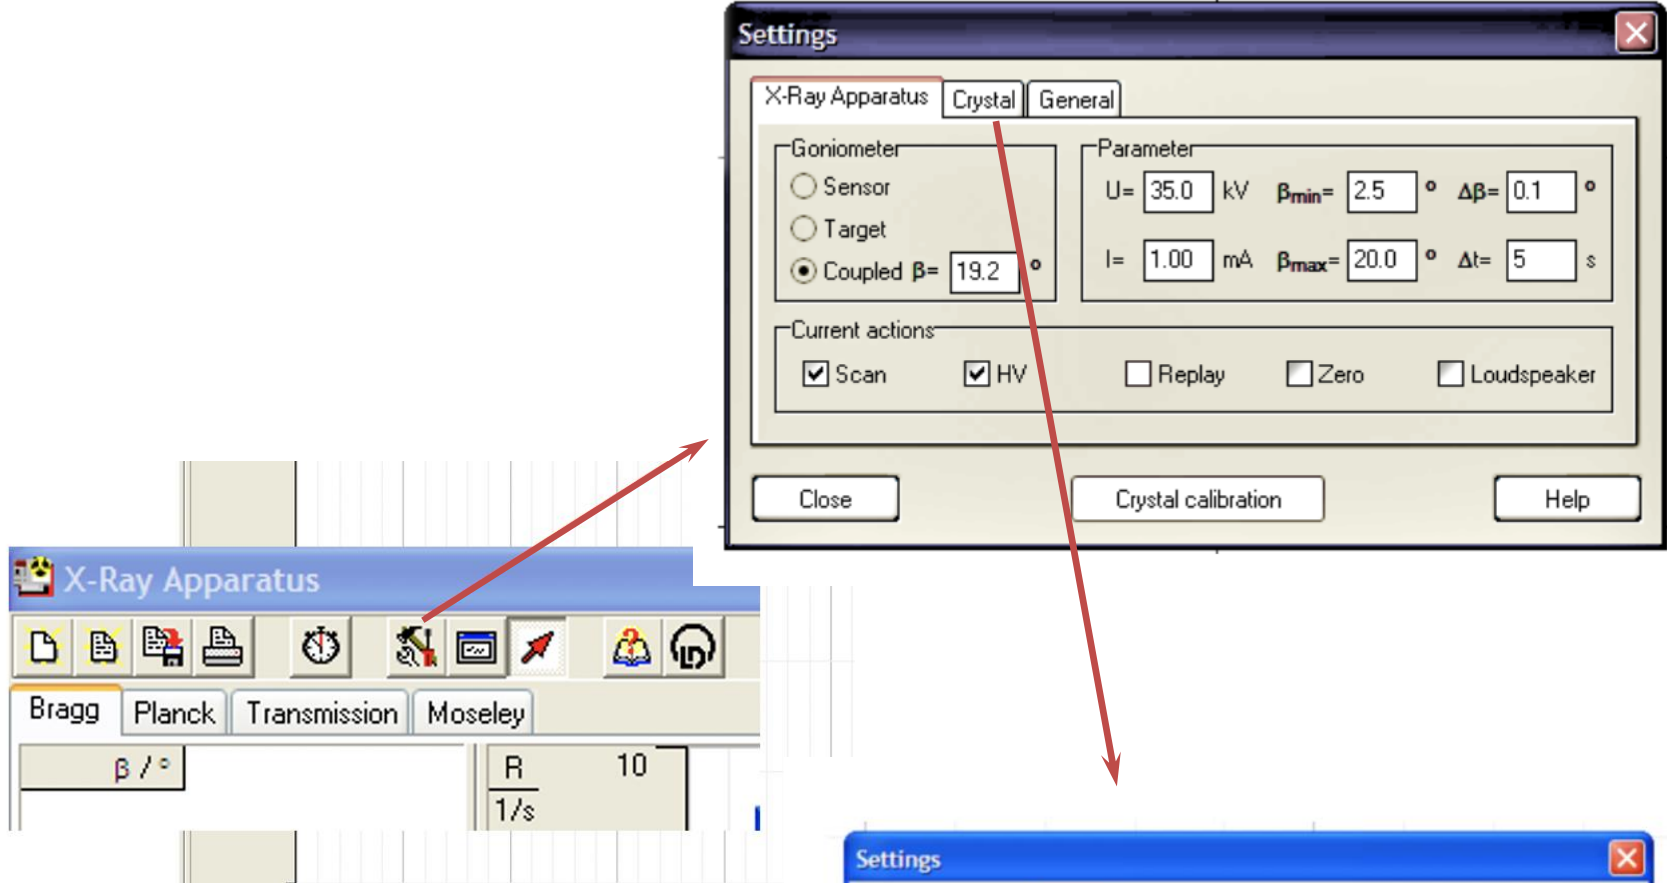 Settings
X-Ray Apparatus Crystal General
Goniometer
Sensor
Target
Coupled β= 19.2 °
Parameter
U= 35.0 kV βmin= 2.5 ° Δβ= 0.1 °
I= 1.00 mA βmax= 20.0 ° Δt= 5 s
Current actions
Scan HV Replay Zero Loudspeaker
Close Crystal calibration Help
X-Ray Apparatus
Bragg Planck Transmission Moseley
β / °
R 10
1/s
Settings